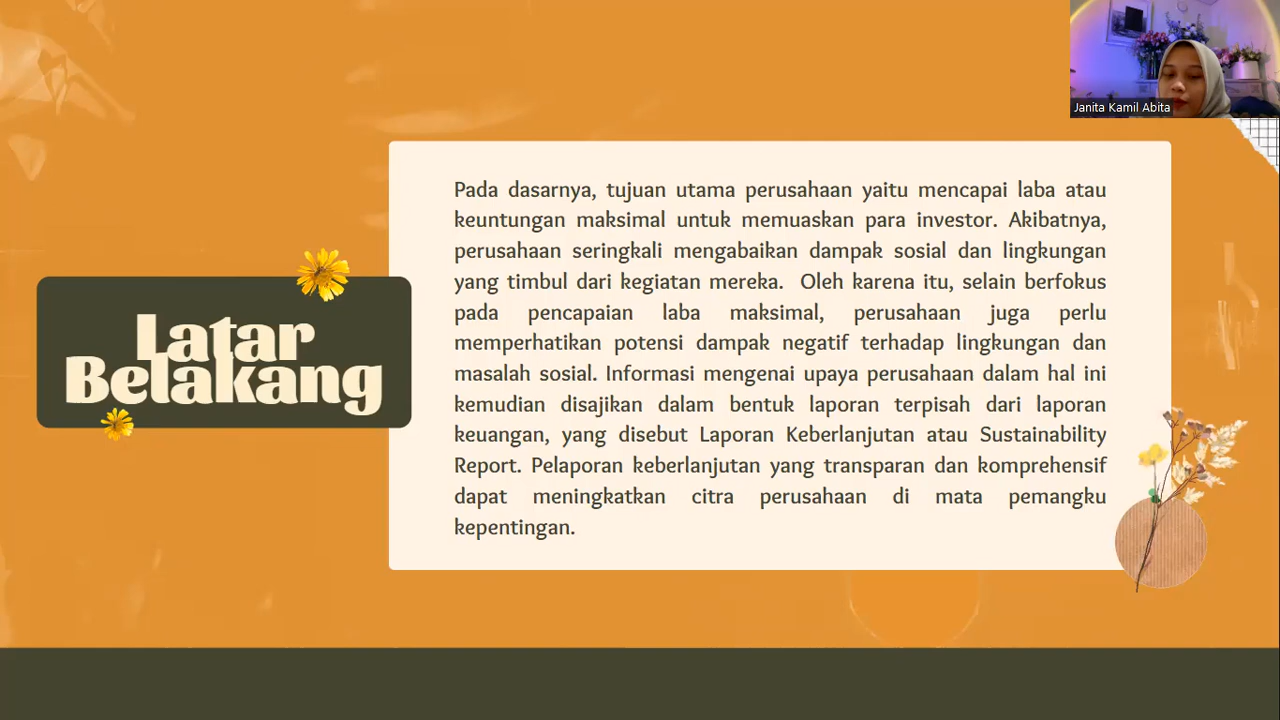 Janita Kamil Abita
Latar
Belakang
Pada dasarnya, tujuan utama perusahaan yaitu mencapai laba atau
keuntungan maksimal untuk memuaskan para investor. Akibatnya,
perusahaan seringkali mengabaikan dampak sosial dan lingkungan
yang timbul dari kegiatan mereka.  Oleh karena itu, selain berfokus
pada pencapaian laba maksimal, perusahaan juga perlu
memperhatikan potensi dampak negatif terhadap lingkungan dan
masalah sosial. Informasi mengenai upaya perusahaan dalam hal ini
kemudian disajikan dalam bentuk laporan terpisah dari laporan
keuangan, yang disebut Laporan Keberlanjutan atau Sustainability
Report. Pelaporan keberlanjutan yang transparan dan komprehensif
dapat meningkatkan citra perusahaan di mata pemangku
kepentingan.